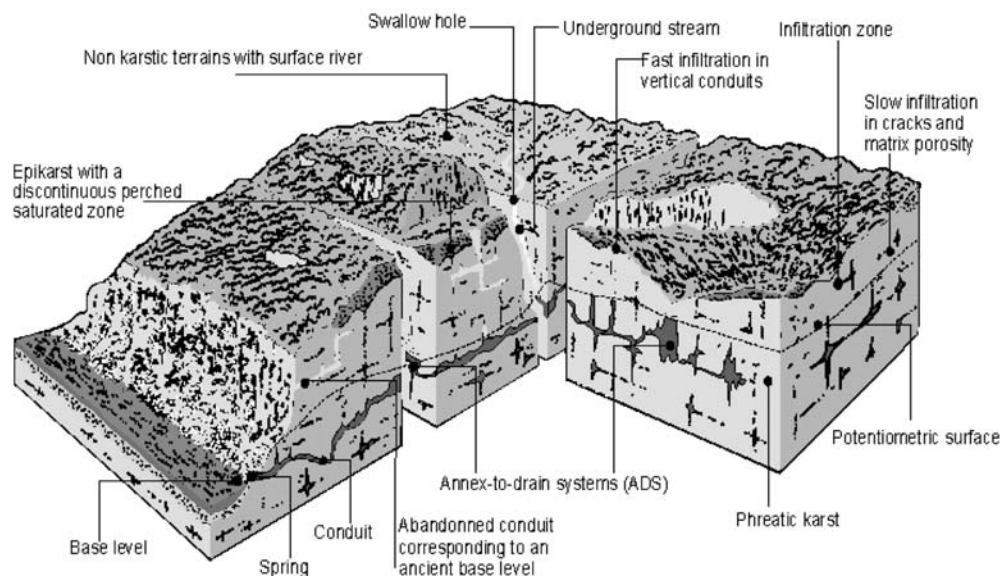 Swallow hole
Underground stream
Infiltration zone
Non karstic terrains with surface river
Fast infiltration in
vertical conduits
Slow infiltration
in cracks and
matrix porosity
Epikarst with a
discontinuous perched
saturated zone
Potentiometric surface
Annex-to-drain systems (ADS)
Phreatic karst
Conduit
Abandonned conduit
corresponding to an
ancient base level
Base level
Spring